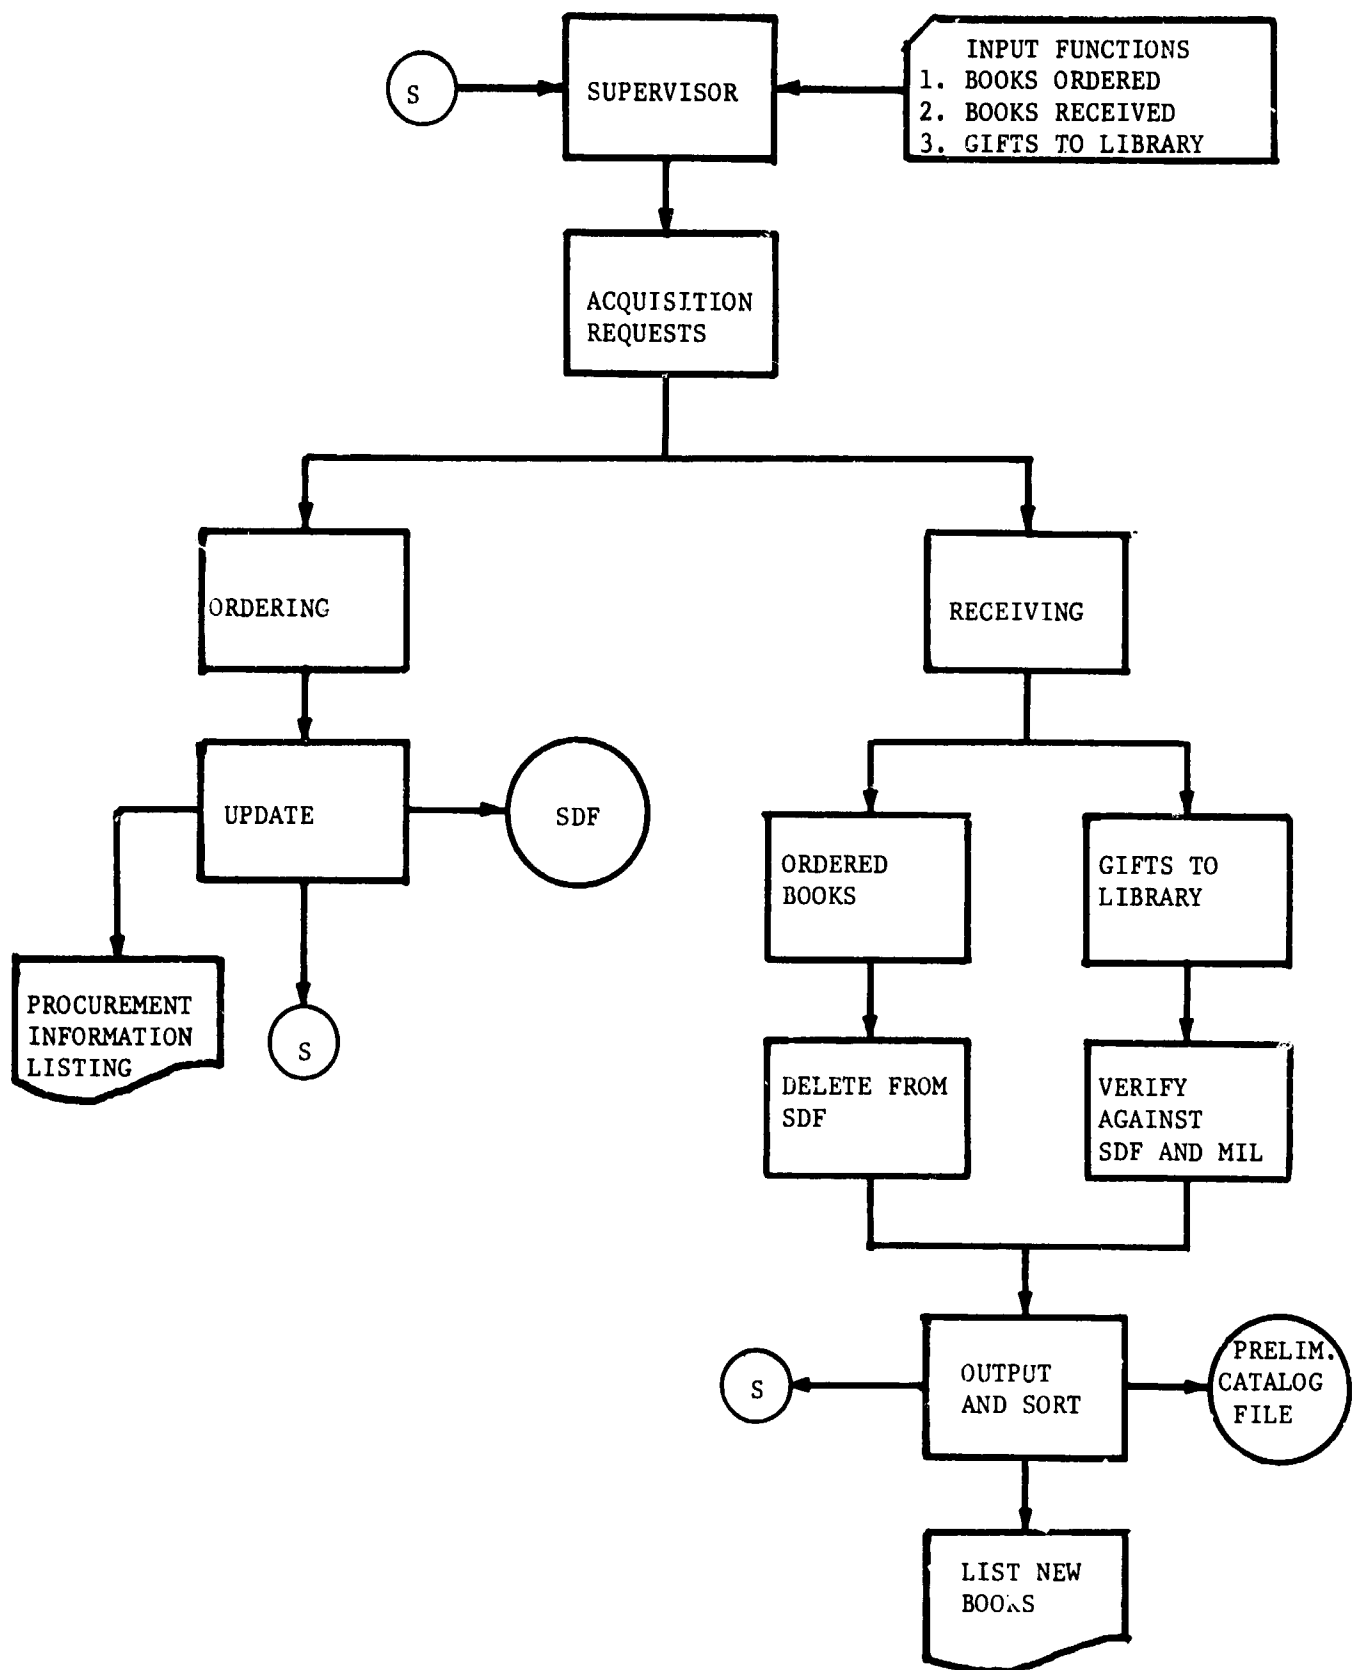 S
SUPERVISOR
INPUT FUNCTIONS
1. BOOKS ORDERED
2. BOOKS RECEIVED
3. GIFTS TO LIBRARY
ACQUISITION
REQUESTS
ORDERING
RECEIVING
UPDATE
SDF
ORDERED
BOOKS
GIFTS TO
LIBRARY
PROCUREMENT
INFORMATION
LISTING
S
DELETE FROM
SDF
VERIFY
AGAINST
SDF AND MIL
S
OUTPUT
AND SORT
PRELIM.
CATALOG
FILE
LIST NEW
BOOKS